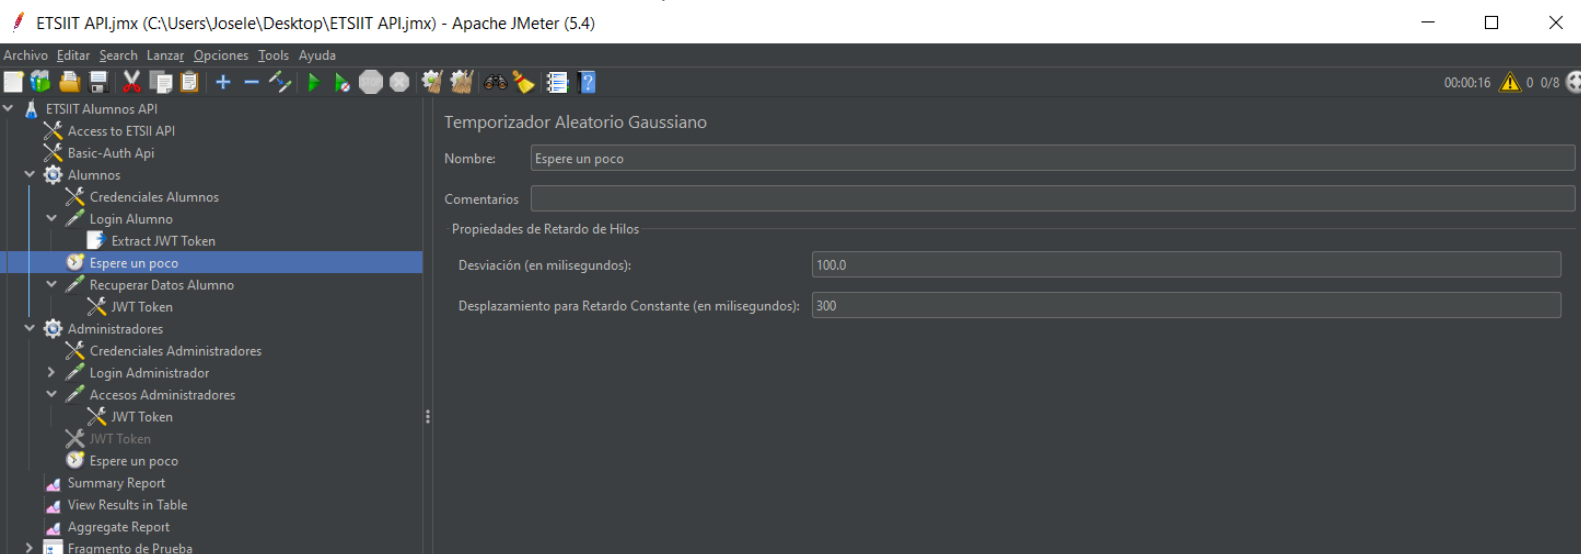 ETSIIT API.jmx (C:\Users\Josele\Desktop\ETSIIT API.jmx) - Apache JMeter (5.4)
Archivo Editar Search Lanzar Opciones Tools Ayuda
STOP
00:00:16 0 0/8
ETSIIT Alumnos API
Access to ETSII API
Basic-Auth Api
Alumnos
Credenciales Alumnos
Login Alumno
Extract JWT Token
Espere un poco
Recuperar Datos Alumno
JWT Token
Administradores
Credenciales Administradores
Login Administrador
Accesos Administradores
JWT Token
JWT Token
Espere un poco
Summary Report
View Results in Table
Aggregate Report
Fragmento de Prueba
Temporizador Aleatorio Gaussiano
Nombre: Espere un poco
Comentarios
Propiedades de Retardo de Hilos
Desviación (en milisegundos): 100.0
Desplazamiento para Retardo Constante (en milisegundos): 300